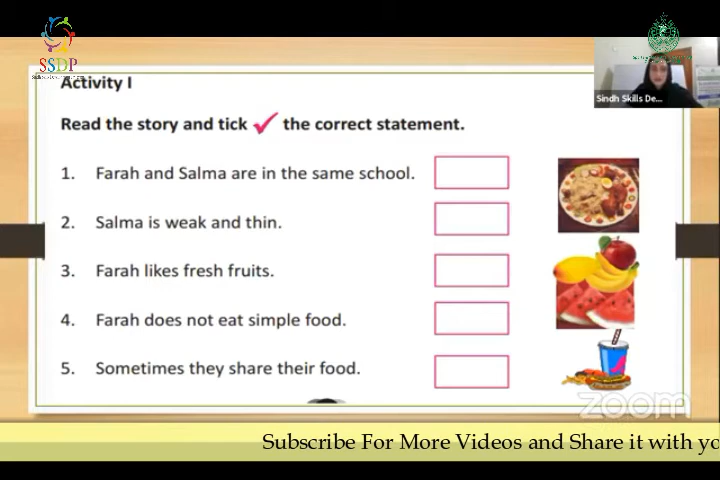 SSDP
Activity I
Read the story and tick ✓ the correct statement.
1. Farah and Salma are in the same school.
2. Salma is weak and thin.
3. Farah likes fresh fruits.
4. Farah does not eat simple food.
5. Sometimes they share their food.
Sindh Skills De...
zoom
Subscribe For More Videos and Share it with yo